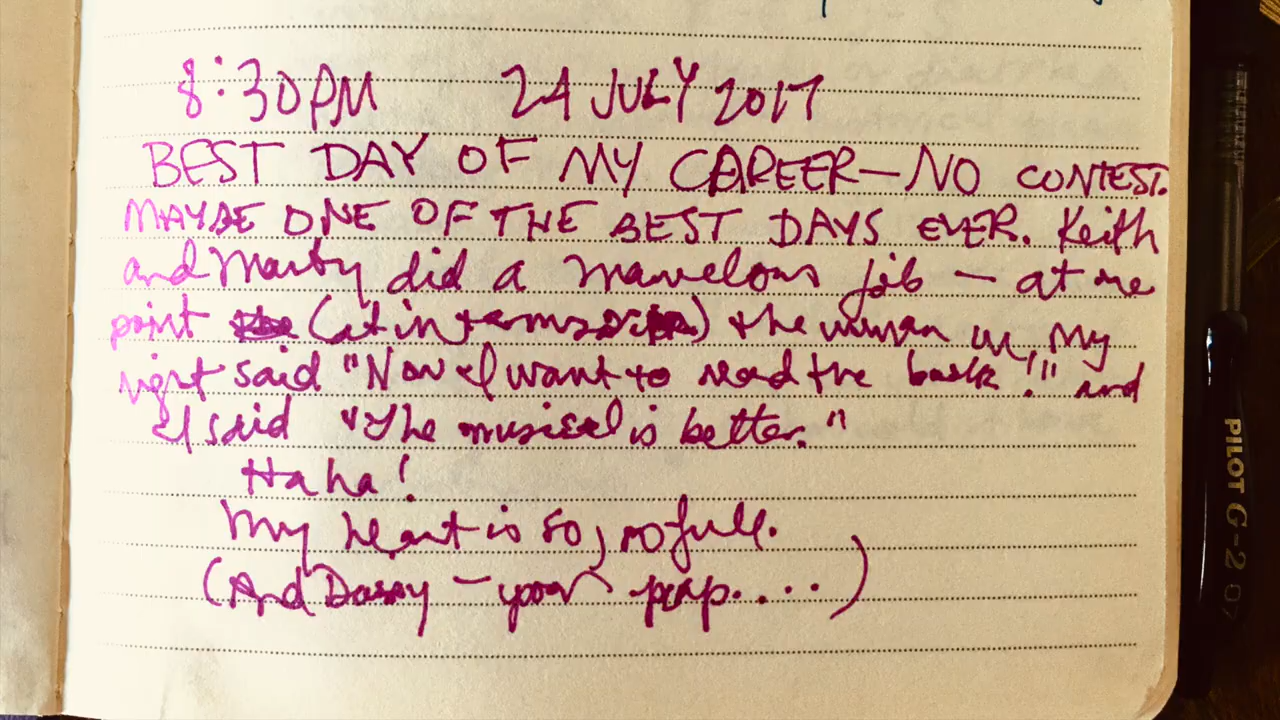 8:30PM 24 JULY 2017
BEST DAY OF MY CAREER—NO CONTEST.
MAYBE ONE OF THE BEST DAYS EVER. Keith
and Marty did a marvelous job — at one
point (at intermission) the woman on my
right said "Now I want to read the book!" and
I said "The musical is better."
Haha!
My heart is so, so full.
(And Danny — your pcap....)
PILOT G-2 07